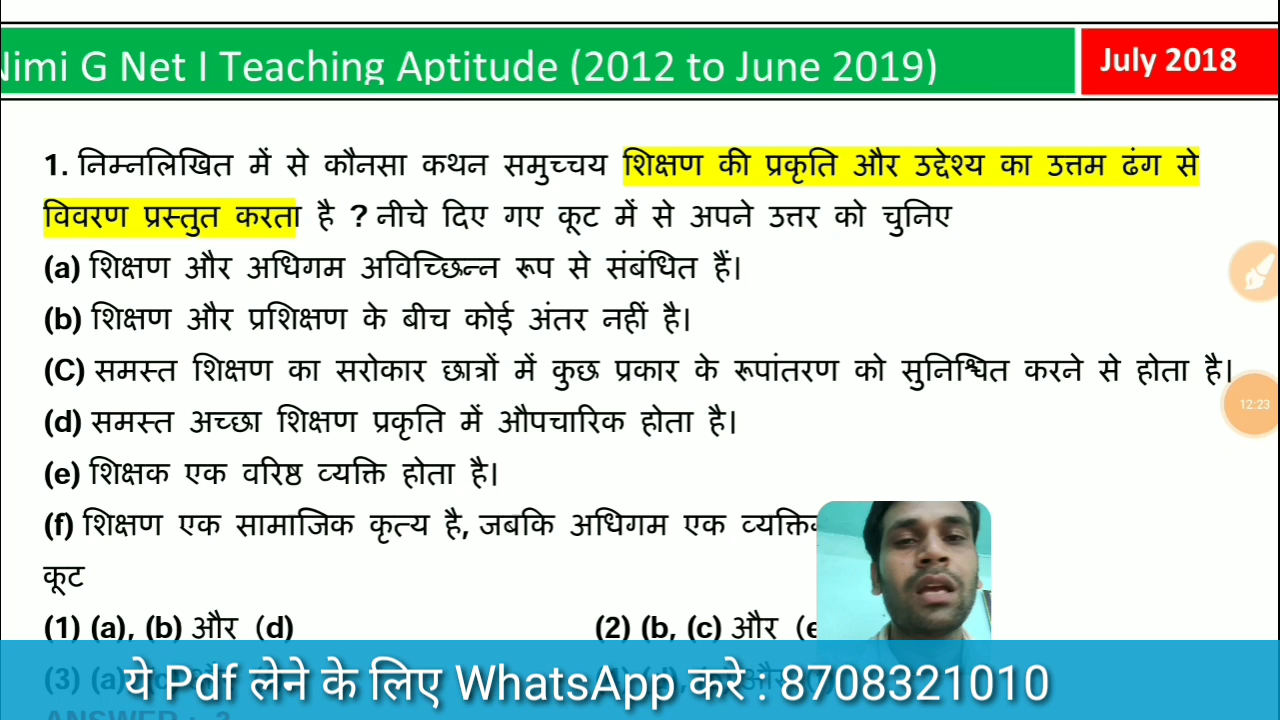 Nimi G Net I Teaching Aptitude (2012 to June 2019)
July 2018
1. निम्नलिखित में से कौनसा कथन समुच्चय शिक्षण की प्रकृति और उद्देश्य का उत्तम ढंग से
विवरण प्रस्तुत करता है ? नीचे दिए गए कूट में से अपने उत्तर को चुनिए
(a) शिक्षण और अधिगम अविच्छिन्न रूप से संबंधित हैं।
(b) शिक्षण और प्रशिक्षण के बीच कोई अंतर नहीं है।
(C) समस्त शिक्षण का सरोकार छात्रों में कुछ प्रकार के रूपांतरण को सुनिश्चित करने से होता है।
12:23
(d) समस्त अच्छा शिक्षण प्रकृति में औपचारिक होता है।
(e) शिक्षक एक वरिष्ठ व्यक्ति होता है।
(f) शिक्षण एक सामाजिक कृत्य है, जबकि अधिगम एक
कूट
(1) (a), (b) और (d)
(2) (b, (c) और (e
(3) (a)
ये Pdf लेने के लिए WhatsApp करे : 8708321010